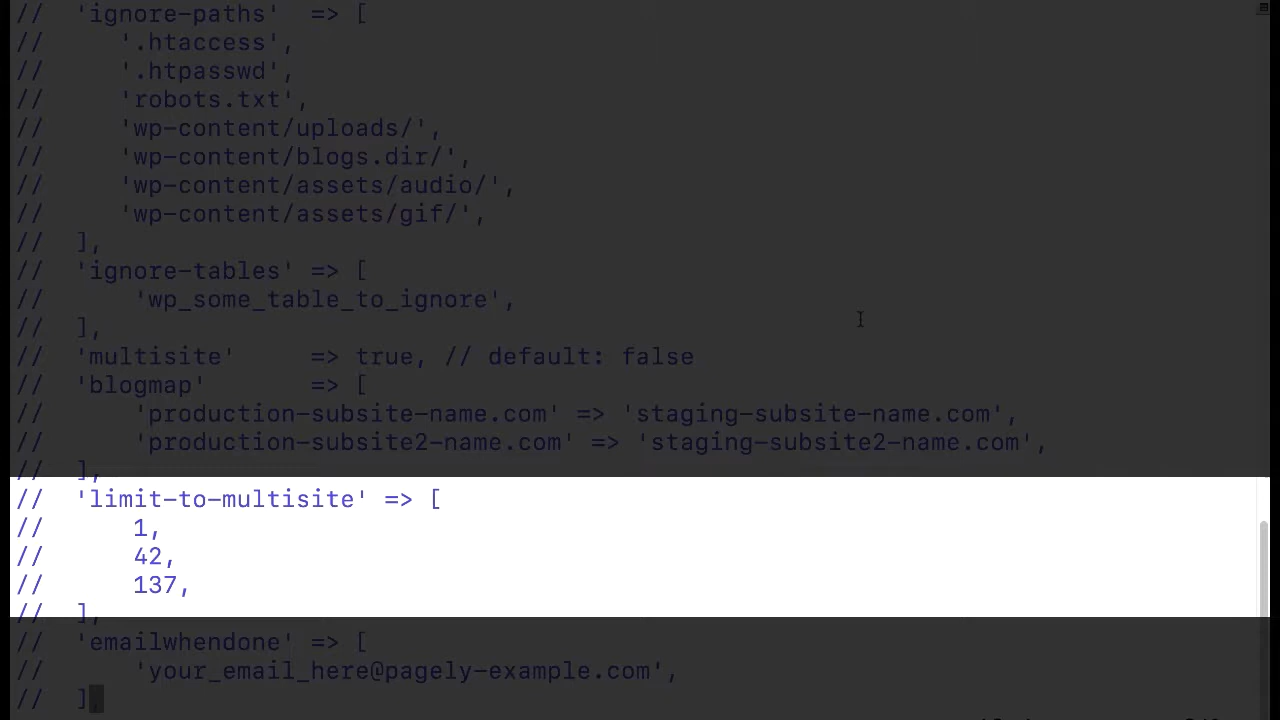 //  'ignore-paths'  => [
//     '.htaccess',
//     '.htpasswd',
//      'robots.txt',
//      'wp-content/uploads/',
//      'wp-content/blogs.dir/',
//      'wp-content/assets/audio/',
//      'wp-content/assets/gif/',
//  ],
//  'ignore-tables' => [
//      'wp_some_table_to_ignore',
//  ],
//  'multisite'     => true, // default: false
//  'blogmap'       => [
//      'production-subsite-name.com' => 'staging-subsite-name.com',
//      'production-subsite2-name.com' => 'staging-subsite2-name.com',
//  ],
//  'limit-to-multisite' => [
//      1,
//      42,
//      137,
//  ],
//  'emailwhendone' => [
//      'your_email_here@pagely-example.com',
//  ],